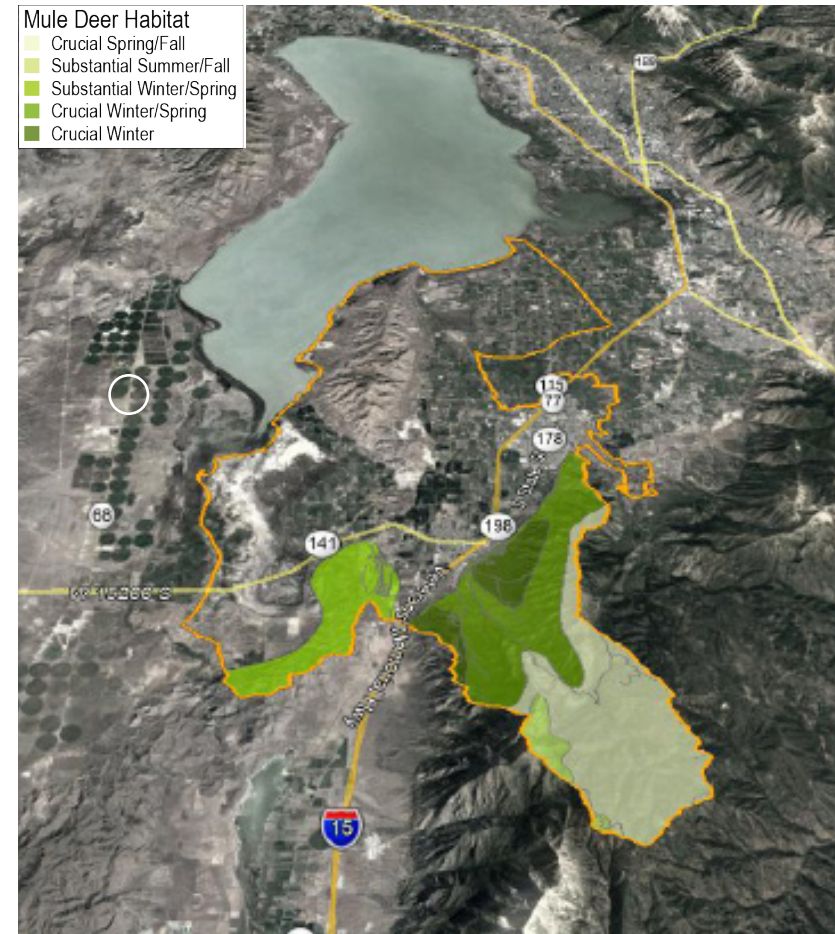 Mule Deer Habitat
Crucial Spring/Fall
Substantial Summer/Fall
Substantial Winter/Spring
Crucial Winter/Spring
Crucial Winter
115
77
178
198
141
68
15